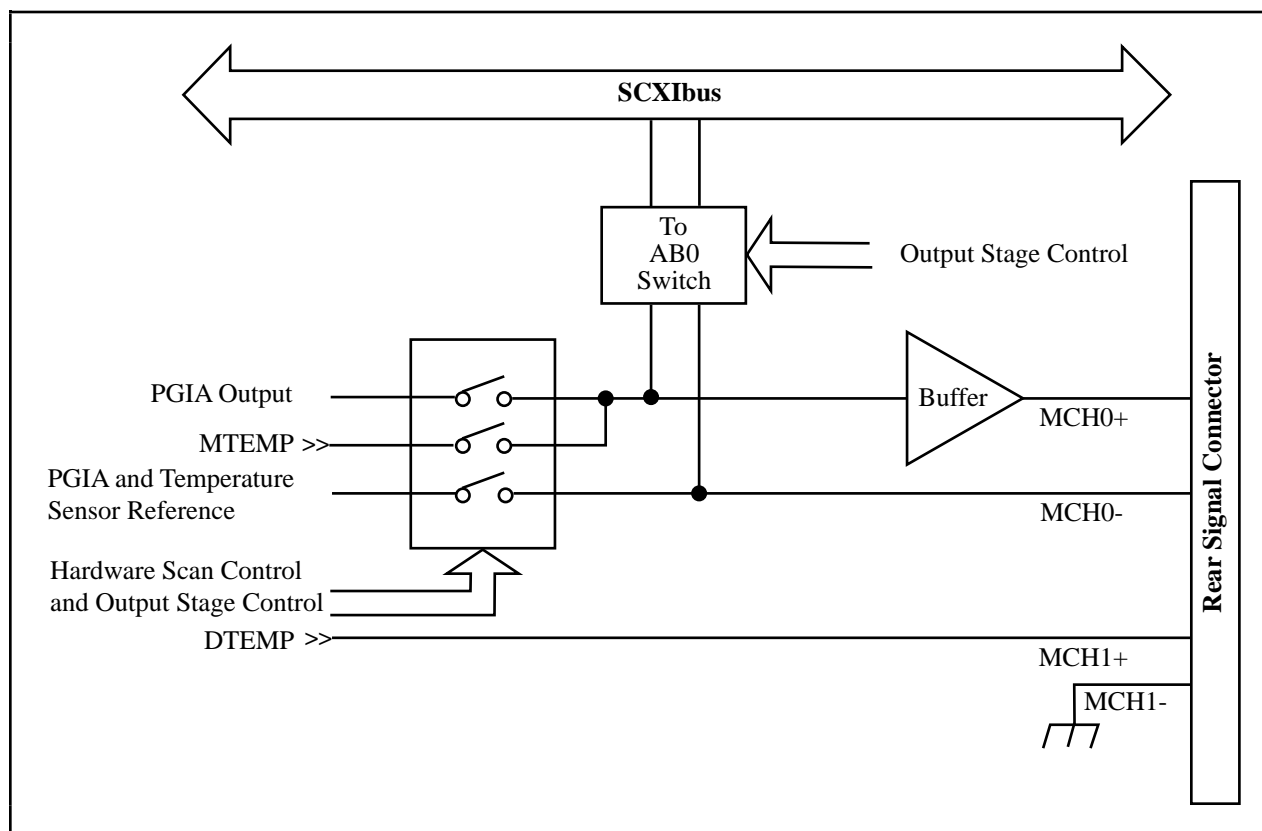 SCXIbus
To
AB0
Switch
Output Stage Control
PGIA Output
MTEMP >>
PGIA and Temperature
Sensor Reference
Buffer
MCH0+
MCH0-
Hardware Scan Control
and Output Stage Control
DTEMP >>
MCH1+
MCH1-
Rear Signal Connector